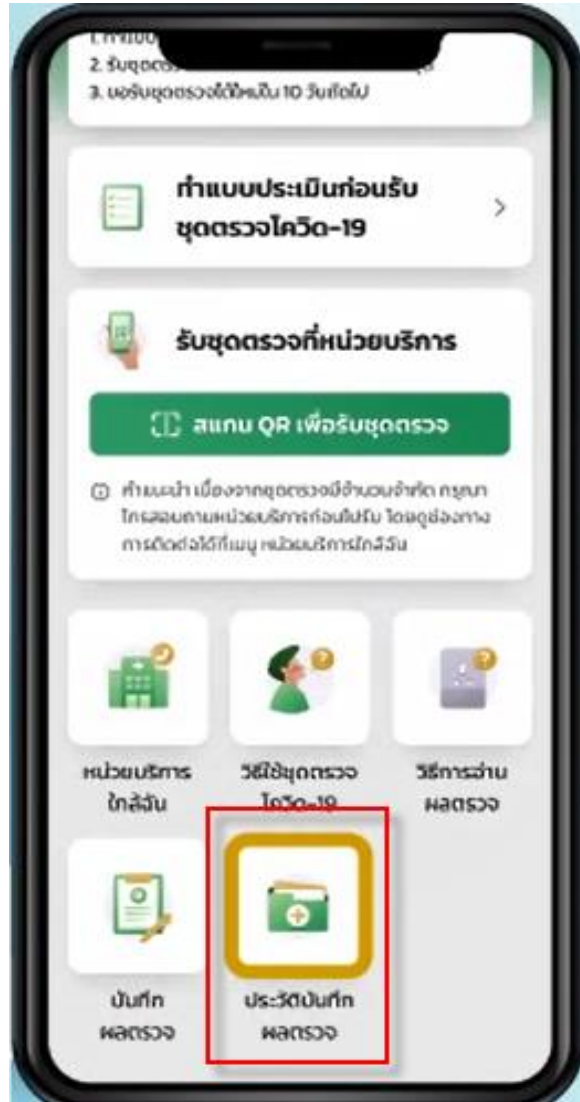 2. รับชุดตรวจ
3. ขอรับชุดตรวจได้ใหม่ใน 10 วันถัดไป
ทำแบบประเมินก่อนรับ
ชุดตรวจโควิด-19
รับชุดตรวจที่หน่วยบริการ
สแกน QR เพื่อรับชุดตรวจ
คำแนะนำ เนื่องจากชุดตรวจมีจำนวนจำกัด กรุณา
โทรสอบถามหน่วยบริการก่อนไปรับ โดยดูช่องทาง
การติดต่อได้ที่เมนู หน่วยบริการใกล้ฉัน
หน่วยบริการ
ใกล้ฉัน
วิธีใช้ชุดตรวจ
โควิด-19
วิธีการอ่าน
ผลตรวจ
บันทึก
ผลตรวจ
ประวัติบันทึก
ผลตรวจ